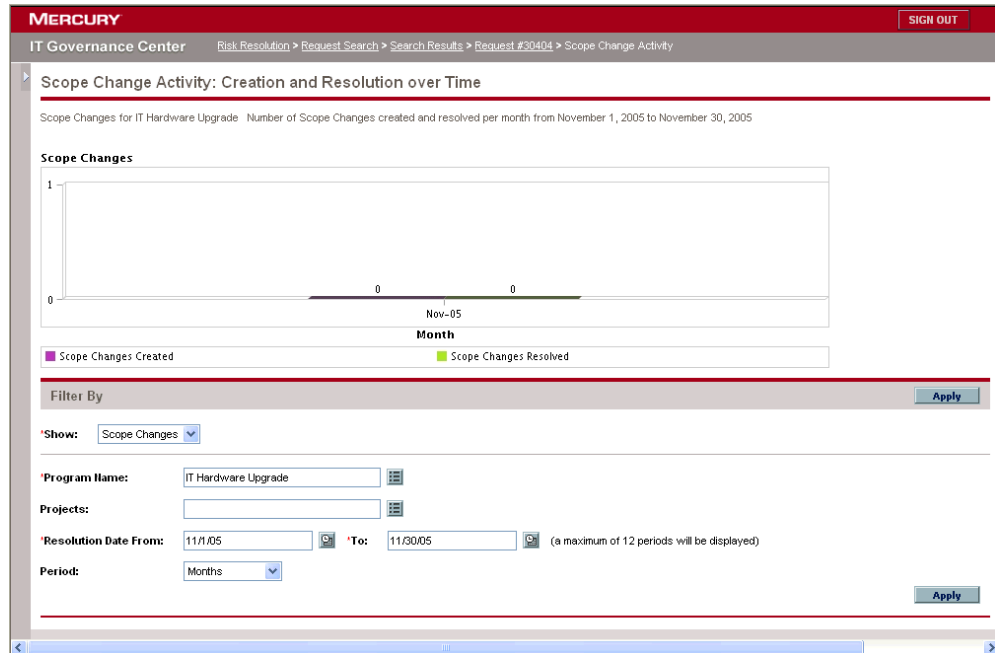 MERCURY
SIGN OUT
IT Governance Center
Risk Resolution > Request Search > Search Results > Request #30404 > Scope Change Activity
Scope Change Activity: Creation and Resolution over Time
Scope Changes for IT Hardware Upgrade Number of Scope Changes created and resolved per month from November 1, 2005 to November 30, 2005
Scope Changes
1
0
0
0
Nov-05
Month
Scope Changes Created
Scope Changes Resolved
Filter By
Apply
*Show: Scope Changes
*Program Name: IT Hardware Upgrade
Projects:
*Resolution Date From: 11/1/05 *To: 11/30/05 (a maximum of 12 periods will be displayed)
Period: Months
Apply